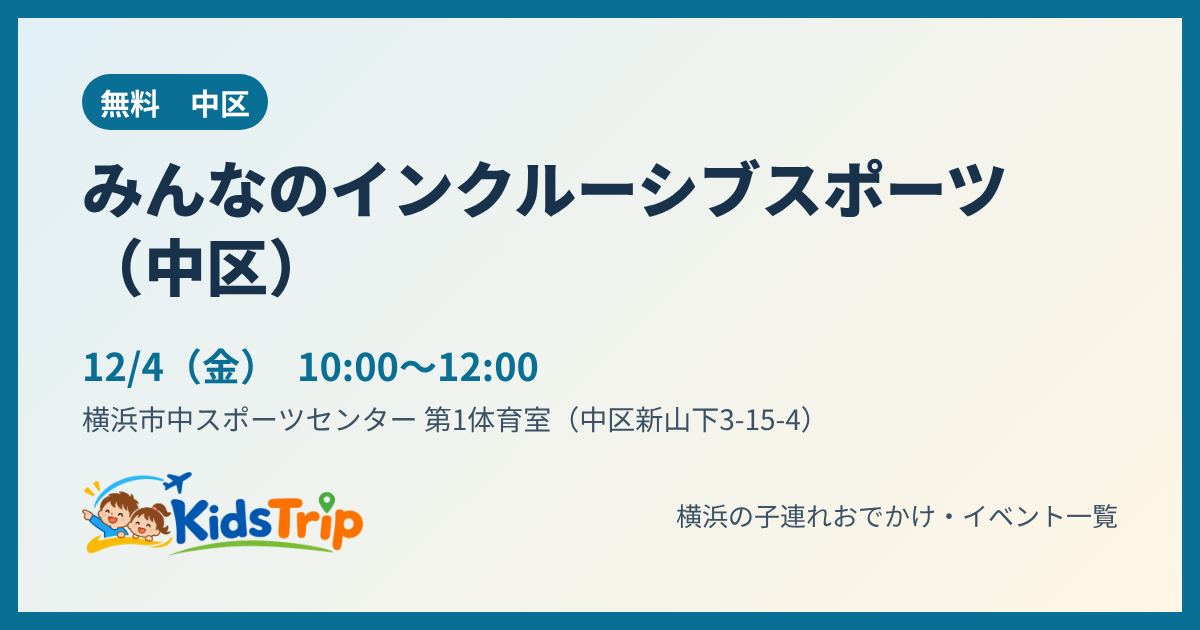 無料　中区
みんなのインクルーシブスポーツ
（中区）
12/4（金）　10:00〜12:00
横浜市中スポーツセンター 第1体育室（中区新山下3-15-4）
KidsTrip
横浜の子連れおでかけ・イベント一覧